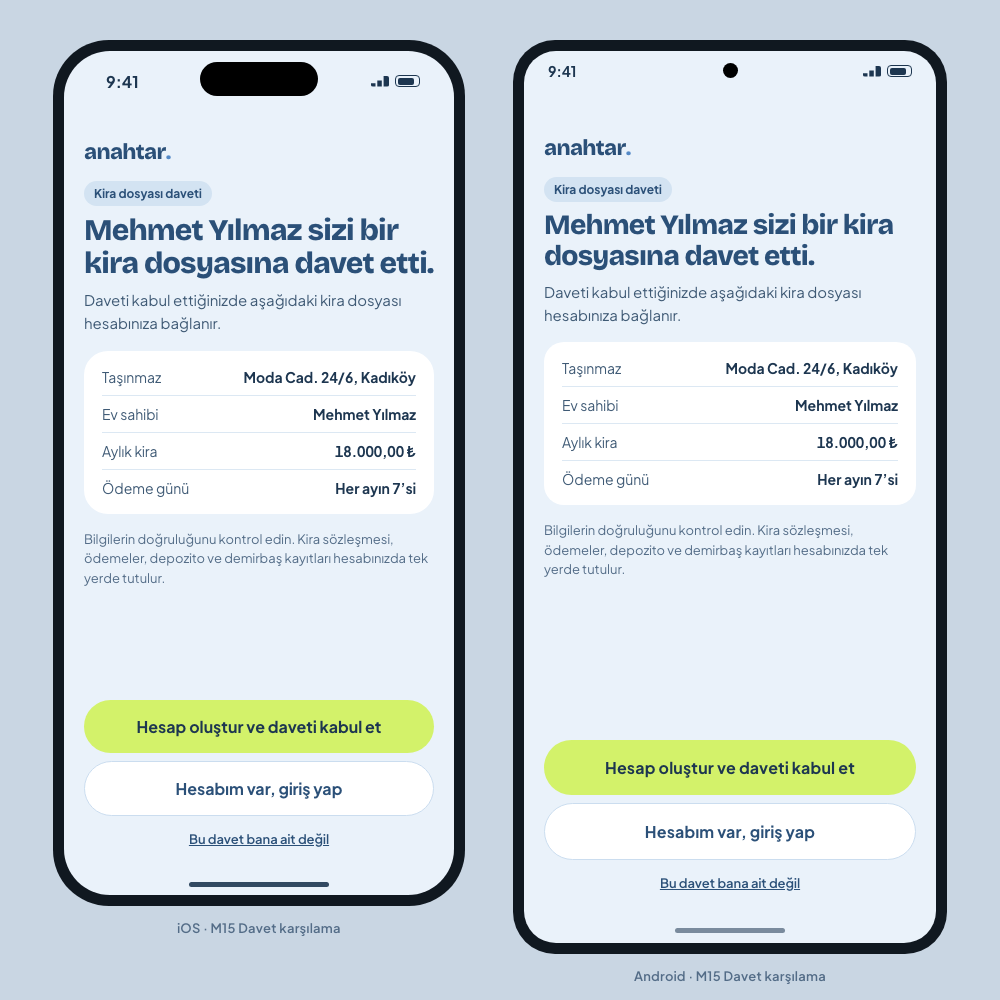 9:41
anahtar.
Kira dosyası daveti
Mehmet Yılmaz sizi bir
kira dosyasına davet etti.
Daveti kabul ettiğinizde aşağıdaki kira dosyası
hesabınıza bağlanır.
Taşınmaz Moda Cad. 24/6, Kadıköy
Ev sahibi Mehmet Yılmaz
Aylık kira 18.000,00 ₺
Ödeme günü Her ayın 7’si
Bilgilerin doğruluğunu kontrol edin. Kira sözleşmesi,
ödemeler, depozito ve demirbaş kayıtları hesabınızda tek
yerde tutulur.
Hesap oluştur ve daveti kabul et
Hesabım var, giriş yap
Bu davet bana ait değil
iOS · M15 Davet karşılama
9:41
anahtar.
Kira dosyası daveti
Mehmet Yılmaz sizi bir kira
dosyasına davet etti.
Daveti kabul ettiğinizde aşağıdaki kira dosyası
hesabınıza bağlanır.
Taşınmaz Moda Cad. 24/6, Kadıköy
Ev sahibi Mehmet Yılmaz
Aylık kira 18.000,00 ₺
Ödeme günü Her ayın 7’si
Bilgilerin doğruluğunu kontrol edin. Kira sözleşmesi,
ödemeler, depozito ve demirbaş kayıtları hesabınızda tek
yerde tutulur.
Hesap oluştur ve daveti kabul et
Hesabım var, giriş yap
Bu davet bana ait değil
Android · M15 Davet karşılama